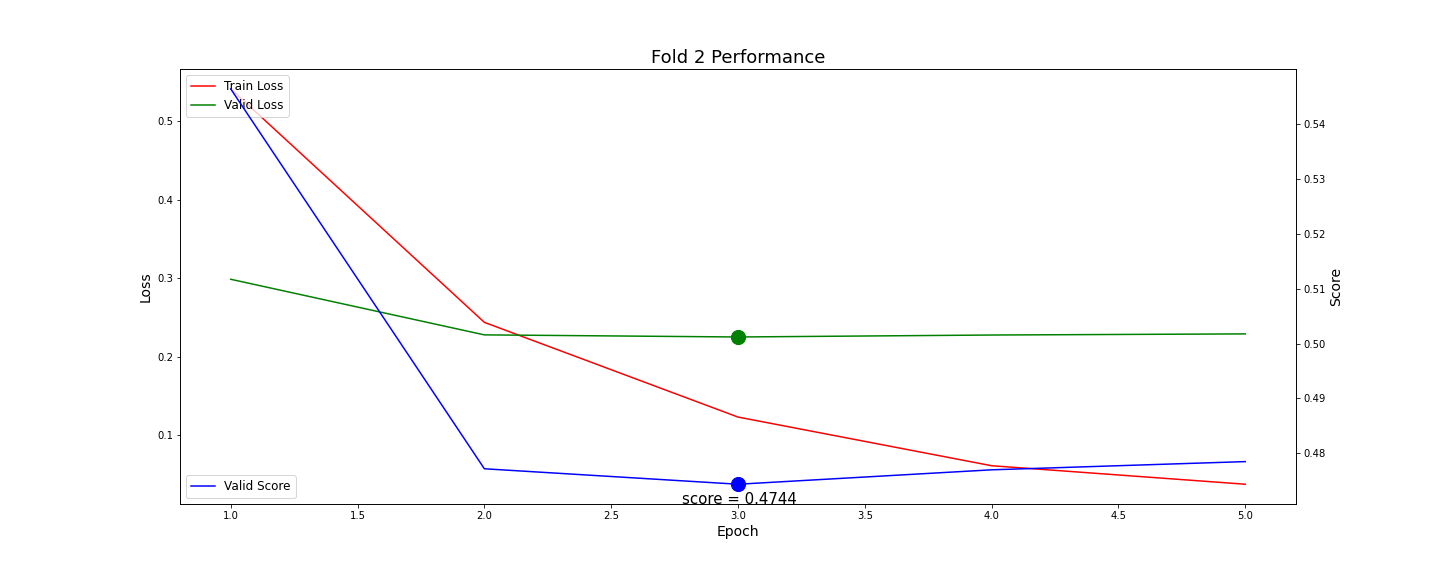 Fold 2 Performance
Train Loss
Valid Loss
Valid Score
0.5
0.4
0.3
0.2
0.1
Loss
0.54
0.53
0.52
0.51
0.50
0.49
0.48
Score
score = 0.4744
1.0 1.5 2.0 2.5 3.0 3.5 4.0 4.5 5.0
Epoch